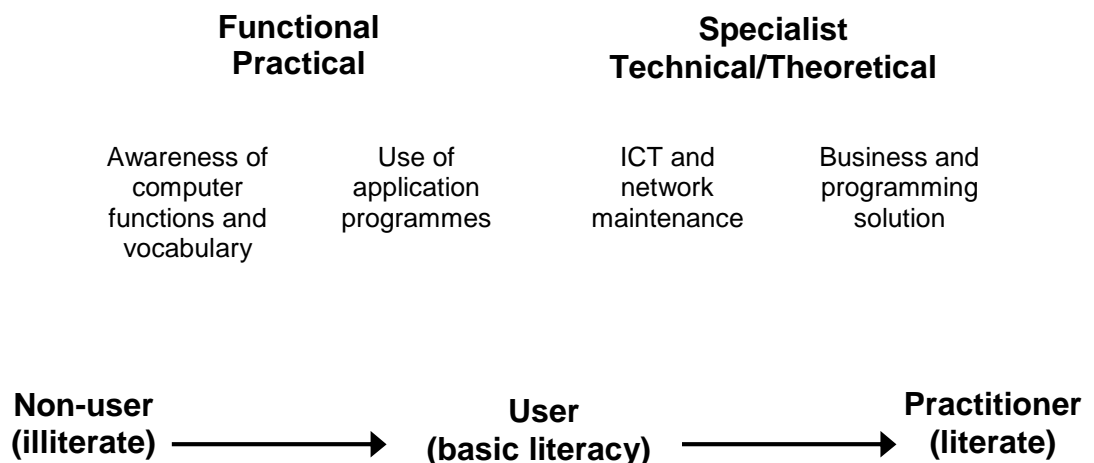 Functional
Practical
Specialist
Technical/Theoretical
Awareness of
computer
functions and
vocabulary
Use of
application
programmes
ICT and
network
maintenance
Business and
programming
solution
Non-user
(illiterate)
User
(basic literacy)
Practitioner
(literate)